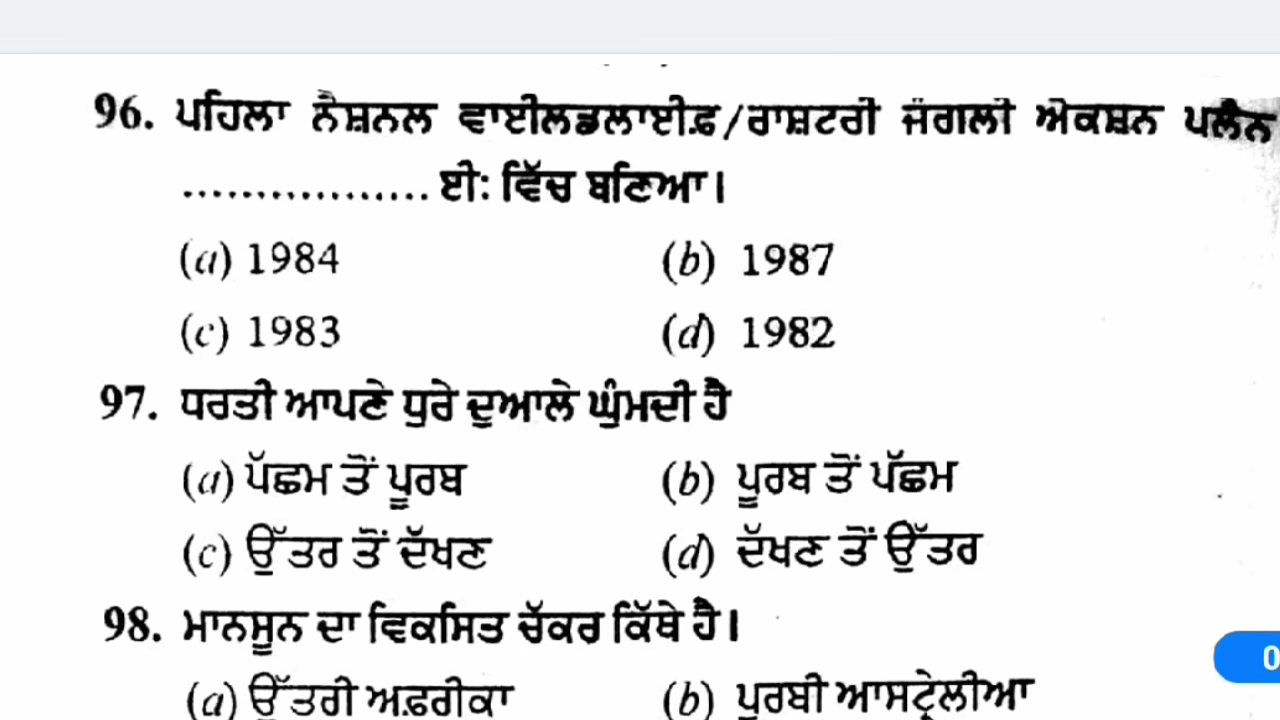 96. ਪਹਿਲਾ ਨੈਸ਼ਨਲ ਵਾਈਲਡਲਾਈਫ਼/ਰਾਸ਼ਟਰੀ ਜੰਗਲੀ ਐਕਸ਼ਨ ਪਲੈਨ
................. ਈ: ਵਿੱਚ ਬਣਿਆ।
(a) 1984 (b) 1987
(c) 1983 (d) 1982
97. ਧਰਤੀ ਆਪਣੇ ਧੁਰੇ ਦੁਆਲੇ ਘੁੰਮਦੀ ਹੈ
(a) ਪੱਛਮ ਤੋਂ ਪੂਰਬ (b) ਪੂਰਬ ਤੋਂ ਪੱਛਮ
(c) ਉੱਤਰ ਤੋਂ ਦੱਖਣ (d) ਦੱਖਣ ਤੋਂ ਉੱਤਰ
98. ਮਾਨਸੂਨ ਦਾ ਵਿਕਸਿਤ ਚੱਕਰ ਕਿੱਥੇ ਹੈ।
(a) ਉੱਤਰੀ ਅਫ਼ਰੀਕਾ (b) ਪੂਰਬੀ ਆਸਟ੍ਰੇਲੀਆ